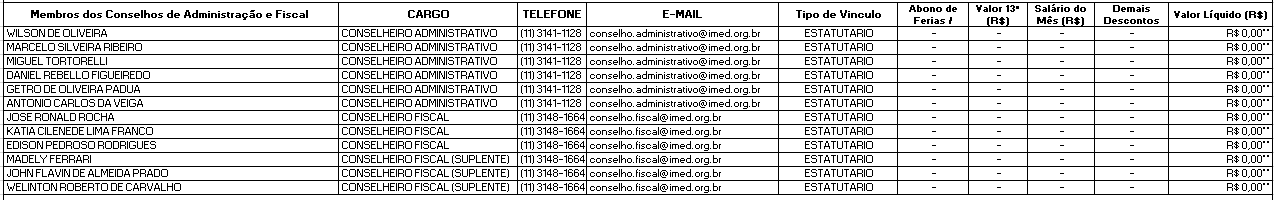 Membros dos Conselhos de Administração e Fiscal CARGO TELEFONE E-MAIL Tipo de Vinculo Abono de Ferias / Valor 13º (R$) Salário do Mês (R$) Demais Descontos Valor Líquido (R$)
WILSON DE OLIVEIRA CONSELHEIRO ADMINISTRATIVO (11) 3141-1128 conselho.administrativo@imed.org.br ESTATUTARIO - - - - R$ 0,00**
MARCELO SILVEIRA RIBEIRO CONSELHEIRO ADMINISTRATIVO (11) 3141-1128 conselho.administrativo@imed.org.br ESTATUTARIO - - - - R$ 0,00**
MIGUEL TORTORELLI CONSELHEIRO ADMINISTRATIVO (11) 3141-1128 conselho.administrativo@imed.org.br ESTATUTARIO - - - - R$ 0,00**
DANIEL REBELLO FIGUEIREDO CONSELHEIRO ADMINISTRATIVO (11) 3141-1128 conselho.administrativo@imed.org.br ESTATUTARIO - - - - R$ 0,00**
GETRO DE OLIVEIRA PADUA CONSELHEIRO ADMINISTRATIVO (11) 3141-1128 conselho.administrativo@imed.org.br ESTATUTARIO - - - - R$ 0,00**
ANTONIO CARLOS DA VEIGA CONSELHEIRO ADMINISTRATIVO (11) 3141-1128 conselho.administrativo@imed.org.br ESTATUTARIO - - - - R$ 0,00**
JOSE RONALD ROCHA CONSELHEIRO FISCAL (11) 3148-1664 conselho.fiscal@imed.org.br ESTATUTARIO - - - - R$ 0,00**
KATIA CILENEDE LIMA FRANCO CONSELHEIRO FISCAL (11) 3148-1664 conselho.fiscal@imed.org.br ESTATUTARIO - - - - R$ 0,00**
EDISON PEDROSO RODRIGUES CONSELHEIRO FISCAL (11) 3148-1664 conselho.fiscal@imed.org.br ESTATUTARIO - - - - R$ 0,00**
MADELY FERRARI CONSELHEIRO FISCAL (SUPLENTE) (11) 3148-1664 conselho.fiscal@imed.org.br ESTATUTARIO - - - - R$ 0,00**
JOHN FLAVIN DE ALMEIDA PRADO CONSELHEIRO FISCAL (SUPLENTE) (11) 3148-1664 conselho.fiscal@imed.org.br ESTATUTARIO - - - - R$ 0,00**
WELINTON ROBERTO DE CARVALHO CONSELHEIRO FISCAL (SUPLENTE) (11) 3148-1664 conselho.fiscal@imed.org.br ESTATUTARIO - - - - R$ 0,00**